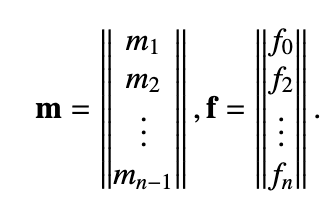 \mathbf{m} = \begin{Vmatrix} m_1 \\ m_2 \\ \vdots \\ m_{n-1} \end{Vmatrix}, \mathbf{f} = \begin{Vmatrix} f_0 \\ f_2 \\ \vdots \\ f_n \end{Vmatrix}.